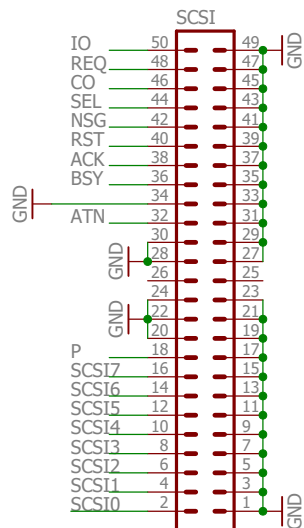 SCSI
IO 50 49 GND
REQ 48 47
CO 46 45
SEL 44 43
NSG 42 41
RST 40 39
ACK 38 37
BSY 36 35
GND 34 33
ATN 32 31
30 29
GND 28 27
26 25
24 23
GND 22 21
20 19
P 18 17
SCSI7 16 15
SCSI6 14 13
SCSI5 12 11
SCSI4 10 9
SCSI3 8 7
SCSI2 6 5
SCSI1 4 3
SCSI0 2 1 GND